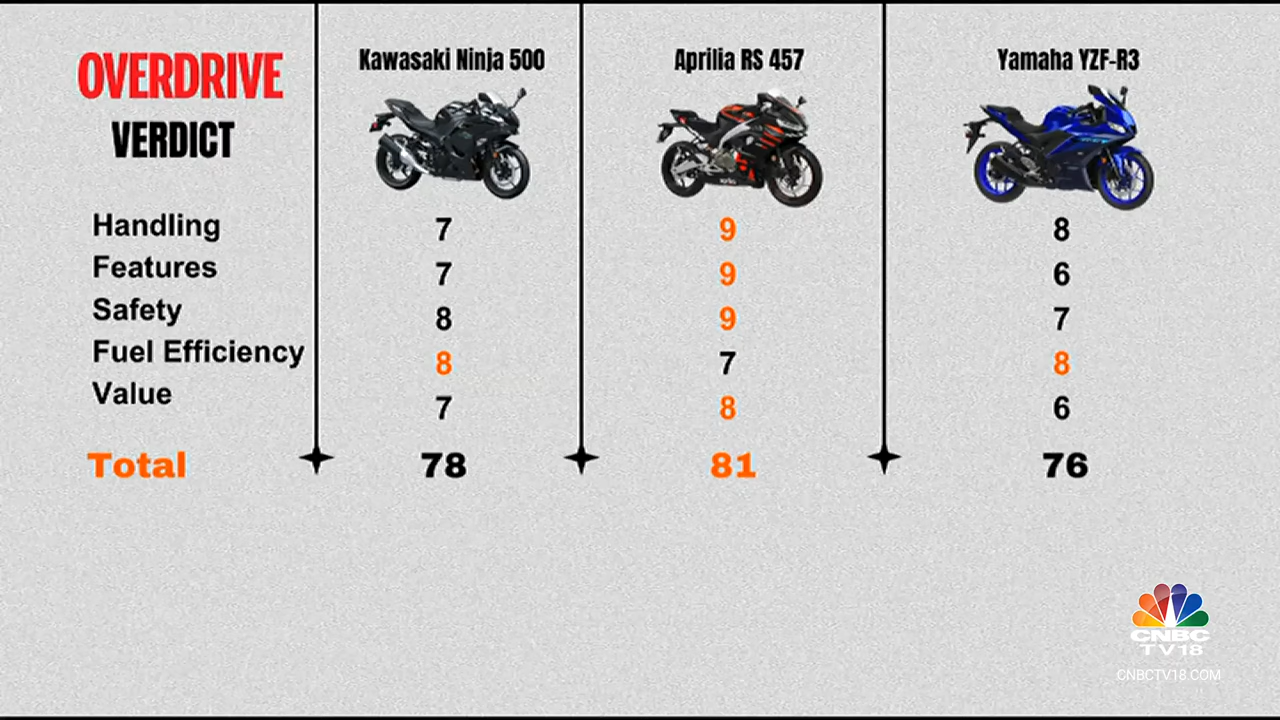 OVERDRIVE
VERDICT
Kawasaki Ninja 500
Aprilia RS 457
Yamaha YZF-R3
Handling 7 9 8
Features 7 9 6
Safety 8 9 7
Fuel Efficiency 8 7 8
Value 7 8 6
Total 78 81 76
CNBC
TV18
CNBCTV18.COM